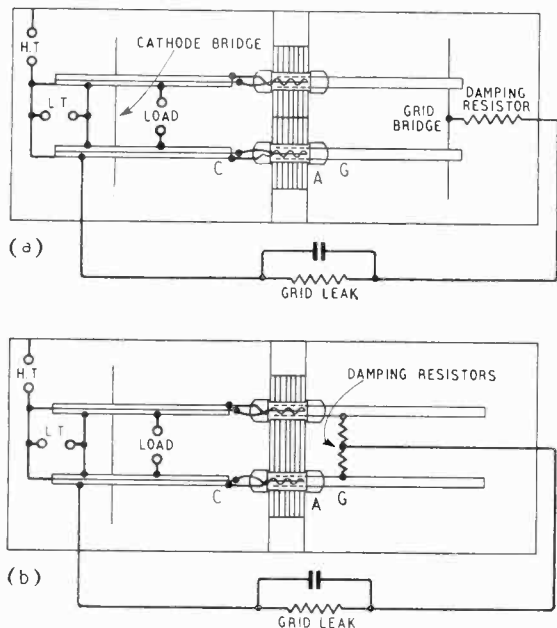 CATHODE BRIDGE
H.T
L T
LOAD
GRID
BRIDGE
DAMPING
RESISTOR
C
A
G
(a)
GRID LEAK
DAMPING RESISTORS
H.T
L T
LOAD
C
A
G
(b)
GRID LEAK